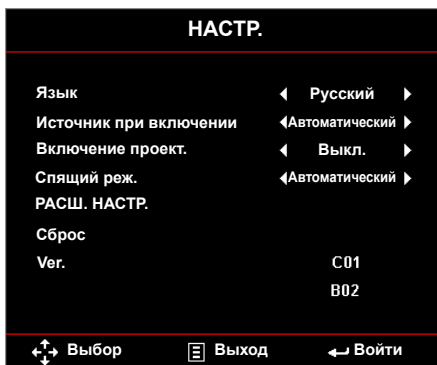 НАСТР.
Язык Русский
Источник при включении Автоматический
Включение проект. Выкл.
Спящий реж. Автоматический
РАСШ. НАСТР.
Сброс
Ver. C01
B02
Выбор Выход Войти